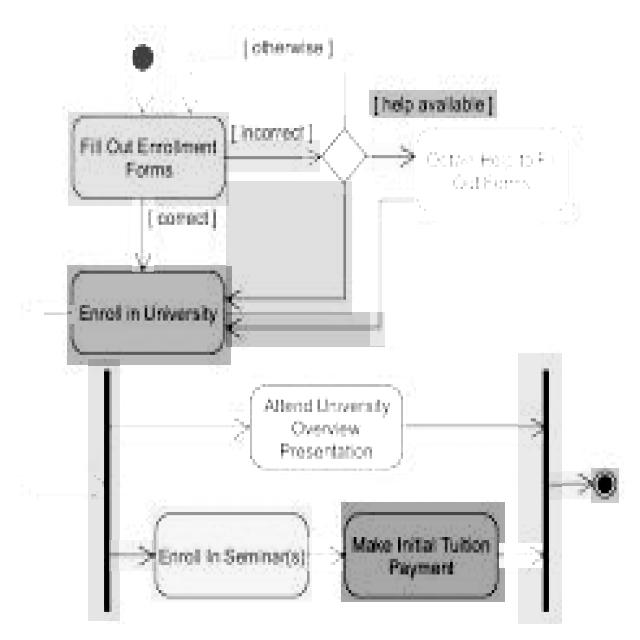 [ otherwise ]
[ help available ]
[ incorrect ]
Fill Out Enrollment
Forms
Obtain Help to Fill
Out Forms
[ correct ]
Enroll in University
Attend University
Overview
Presentation
Enroll In Seminar(s)
Make Initial Tuition
Payment